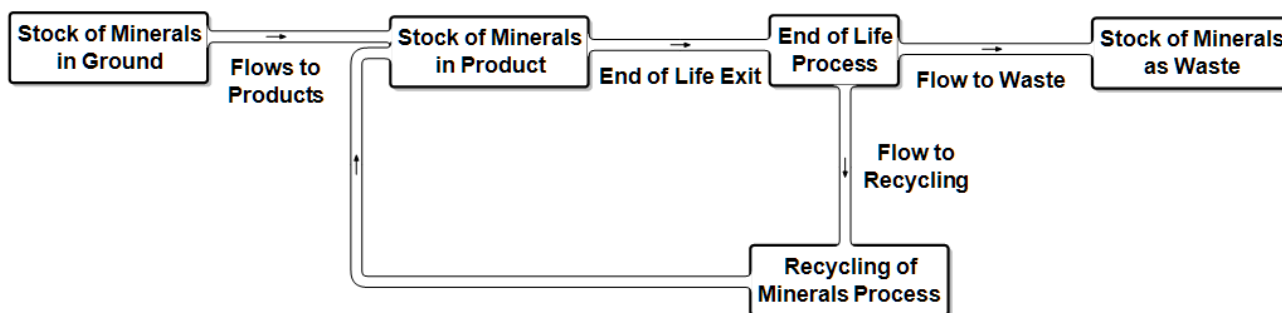 Stock of Minerals
in Ground
Flows to
Products
Stock of Minerals
in Product
End of Life Exit
End of Life
Process
Flow to Waste
Stock of Minerals
as Waste
Flow to
Recycling
Recycling of
Minerals Process